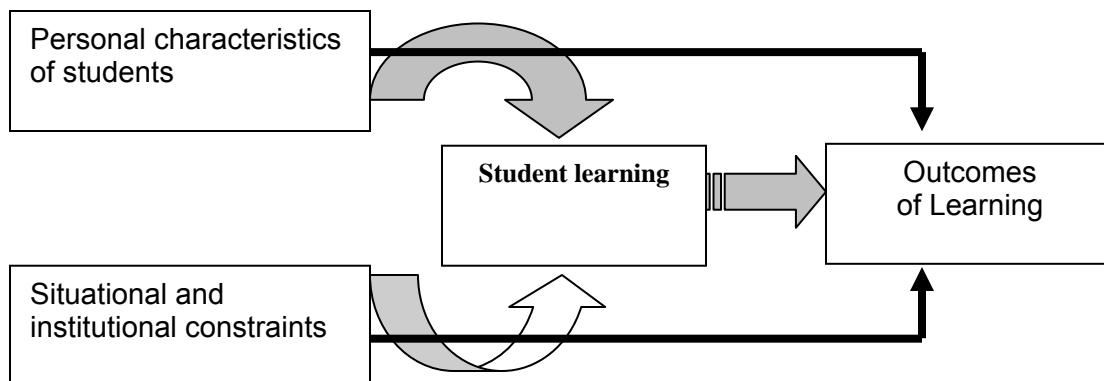 Personal characteristics
of students
Student learning
Outcomes
of Learning
Situational and
institutional constraints